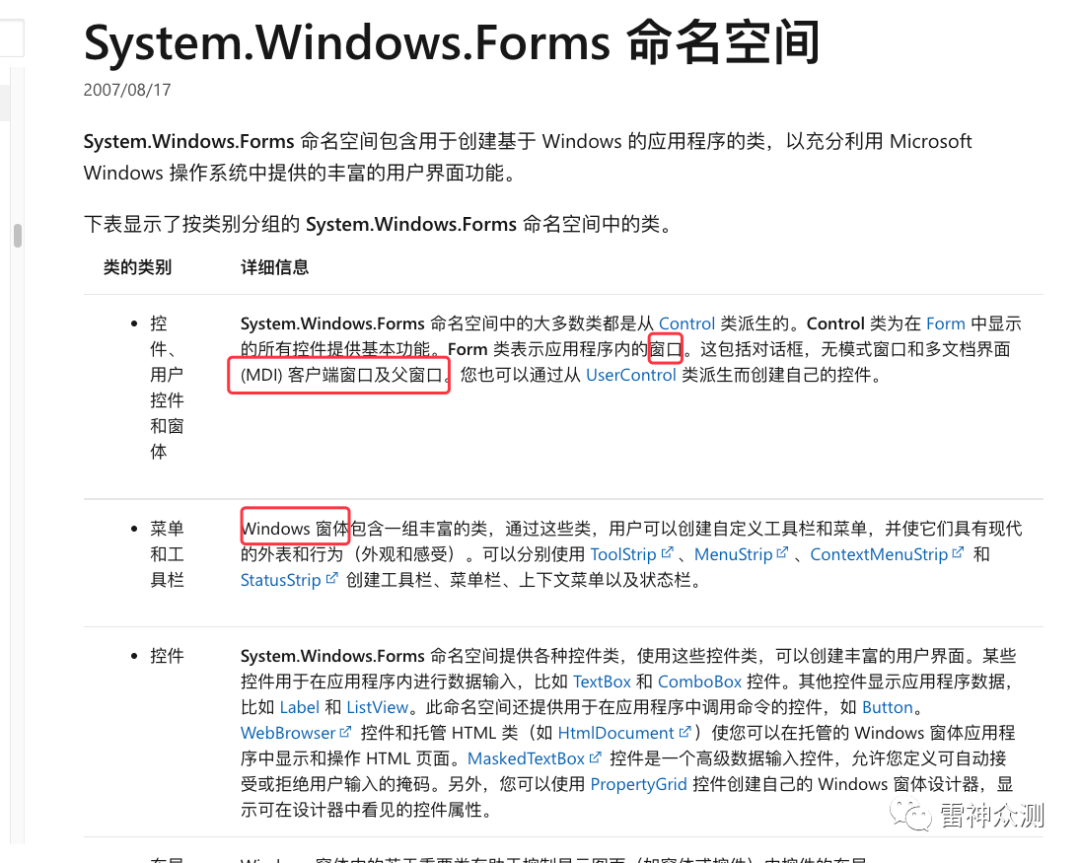 System.Windows.Forms 命名空间
2007/08/17
System.Windows.Forms 命名空间包含用于创建基于 Windows 的应用程序的类，以充分利用 Microsoft
Windows 操作系统中提供的丰富的用户界面功能。
下表显示了按类别分组的 System.Windows.Forms 命名空间中的类。
类的类别 详细信息
• 控
件、
用户
控件
和窗
体
System.Windows.Forms 命名空间中的大多数类都是从 Control 类派生的。Control 类为在 Form 中显示
的所有控件提供基本功能。Form 类表示应用程序内的窗口。这包括对话框，无模式窗口和多文档界面
(MDI) 客户端窗口及父窗口。您也可以通过从 UserControl 类派生而创建自己的控件。
• 菜单
和工
具栏
Windows 窗体包含一组丰富的类，通过这些类，用户可以创建自定义工具栏和菜单，并使它们具有现代
的外表和行为（外观和感受）。可以分别使用 ToolStrip、MenuStrip、ContextMenuStrip 和
StatusStrip 创建工具栏、菜单栏、上下文菜单以及状态栏。
• 控件
System.Windows.Forms 命名空间提供各种控件类，使用这些控件类，可以创建丰富的用户界面。某些
控件用于在应用程序内进行数据输入，比如 TextBox 和 ComboBox 控件。其他控件显示应用程序数据，
比如 Label 和 ListView。此命名空间还提供用于在应用程序中调用命令的控件，如 Button。
WebBrowser 控件和托管 HTML 类（如 HtmlDocument）使您可以在托管的 Windows 窗体应用程
序中显示和操作 HTML 页面。MaskedTextBox 控件是一个高级数据输入控件，允许您定义可自动接
受或拒绝用户输入的掩码。另外，您可以使用 PropertyGrid 控件创建自己的 Windows 窗体设计器，显
示可在设计器中看见的控件属性。
雷神众测